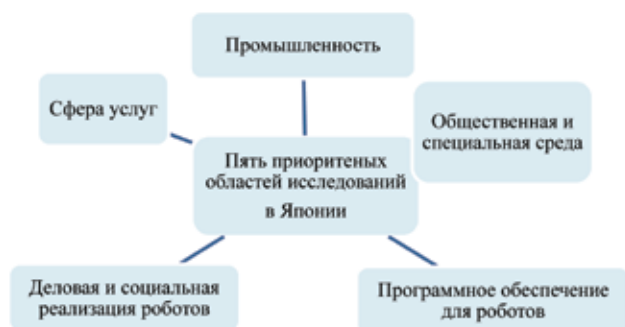 Промышленность
Сфера услуг
Общественная и
специальная среда
Пять приоритеных
областей исследований
в Японии
Деловая и социальная
реализация роботов
Программное обеспечение
для роботов